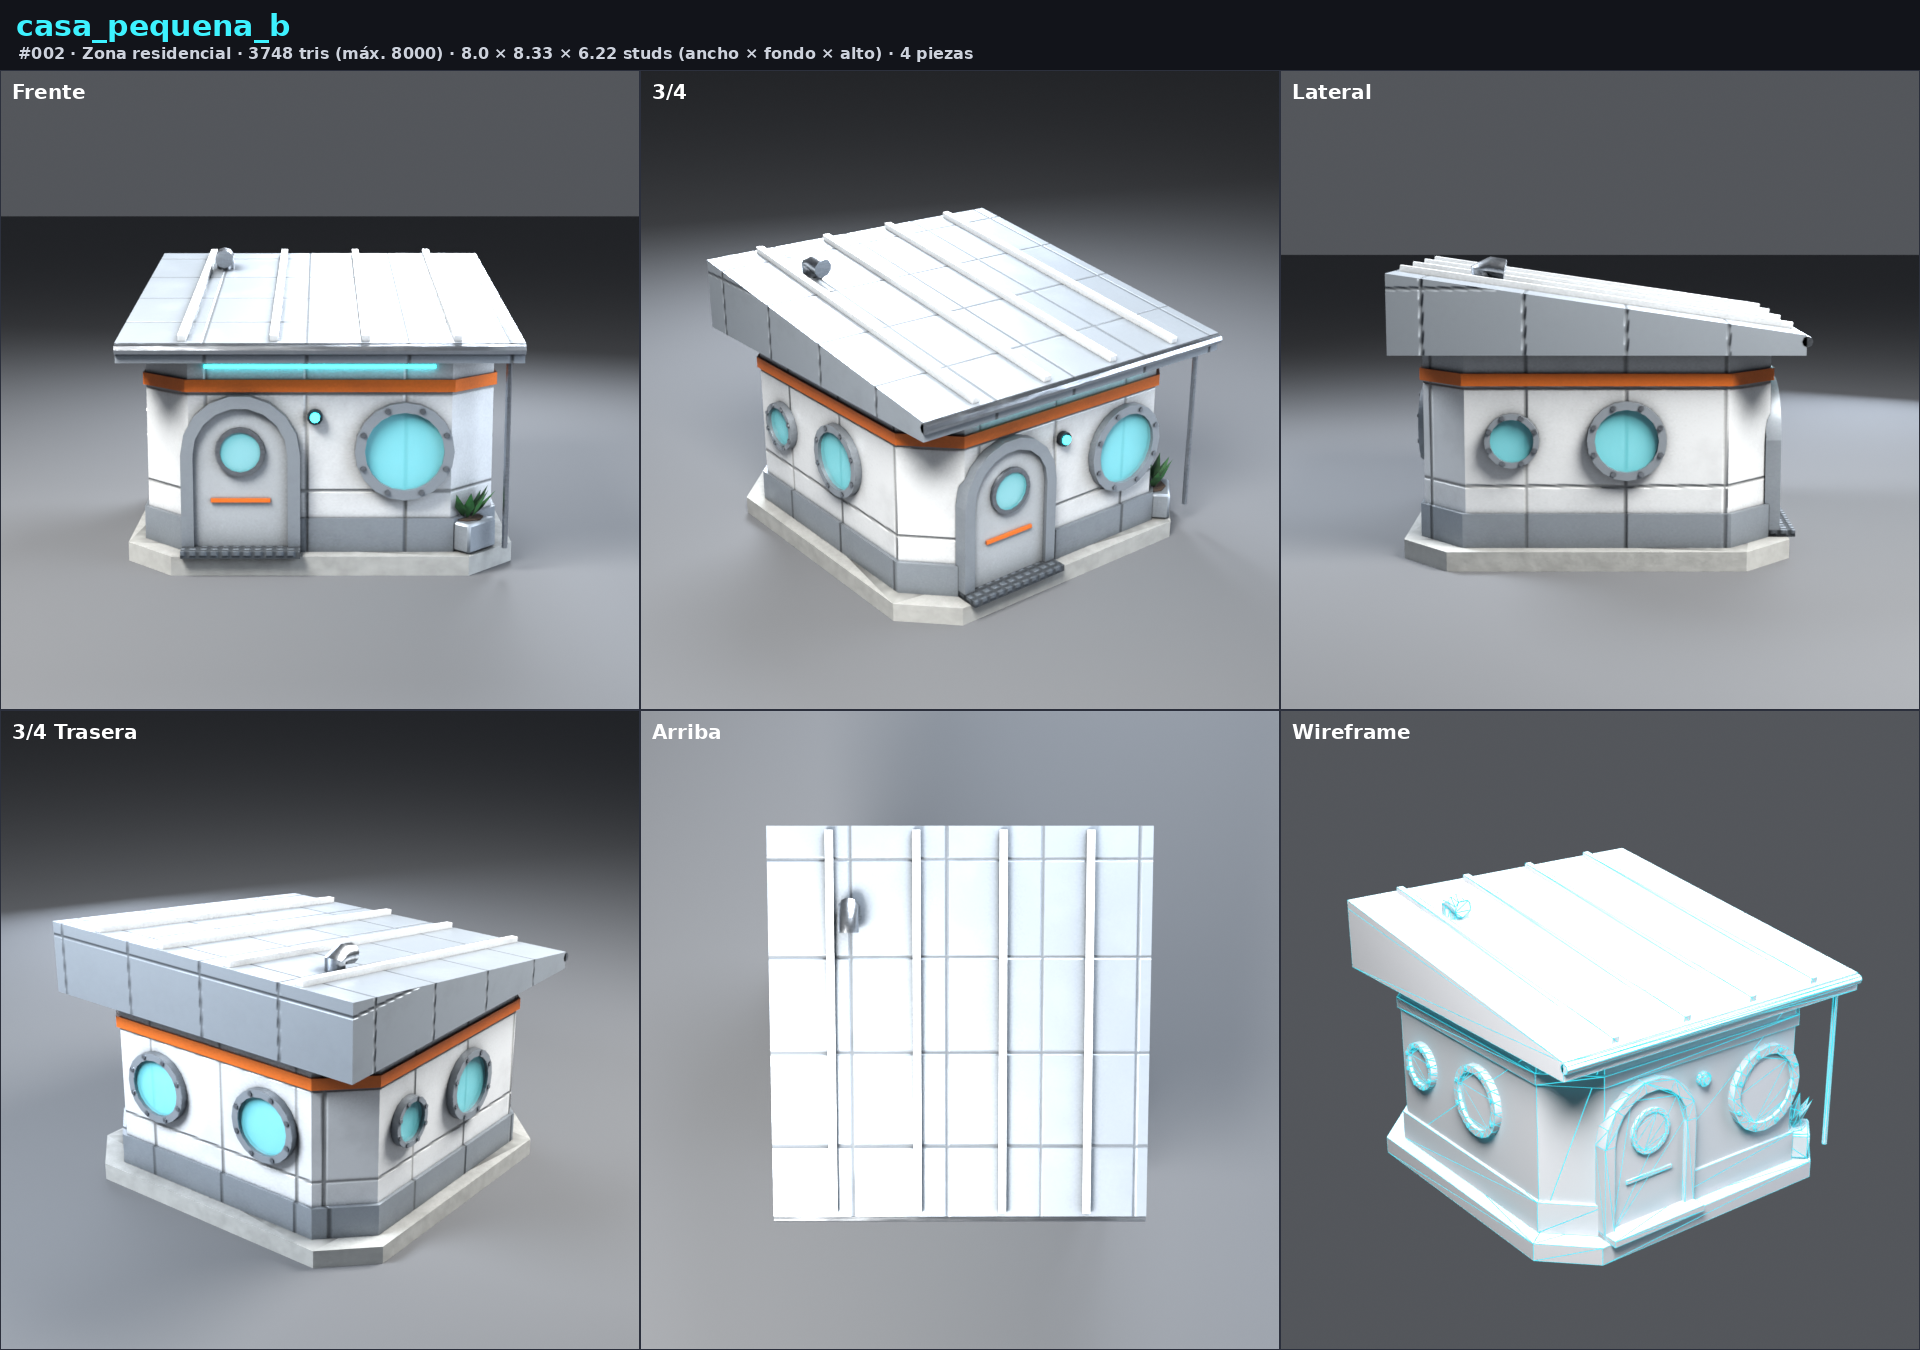 casa_pequena_b
#002 · Zona residencial · 3748 tris (máx. 8000) · 8.0 × 8.33 × 6.22 studs (ancho × fondo × alto) · 4 piezas
Frente
3/4
Lateral
3/4 Trasera
Arriba
Wireframe